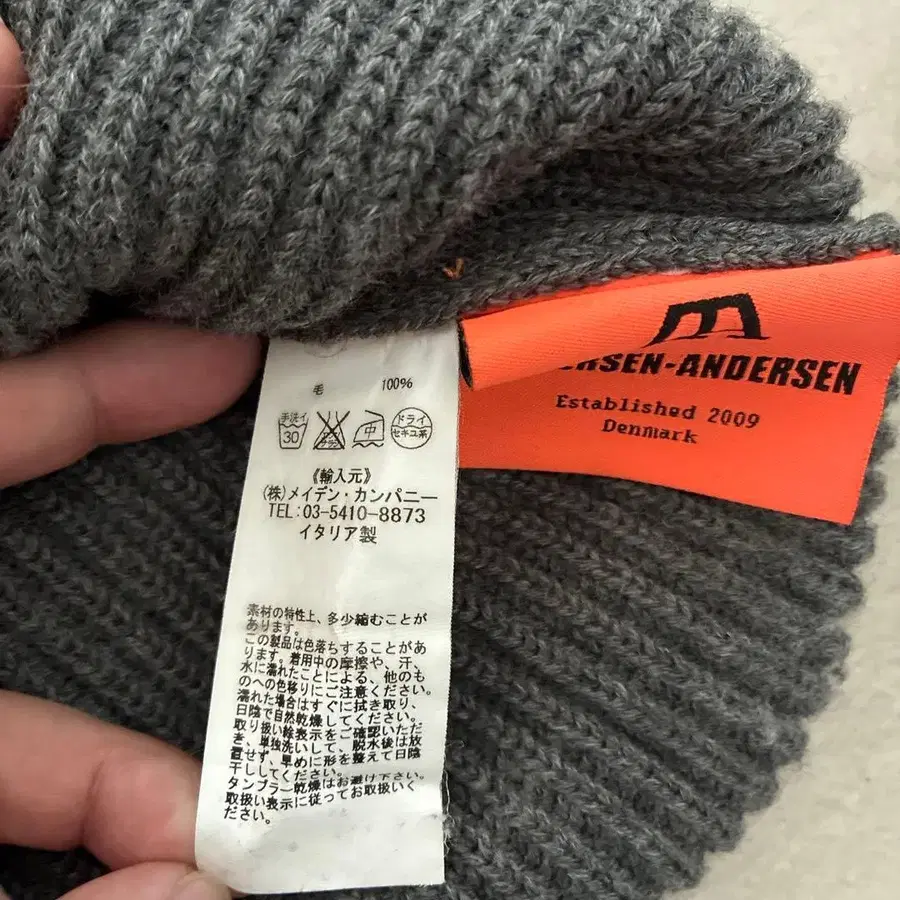 毛 100%
手洗イ
30
中
ドライ
セキユ系
《輸入元》
(株)メイデン・カンパニー
TEL:03-5410-8873
イタリア製
素材の特性上、多少縮むことが
あります。
この製品は色落ちすることがあ
ります。着用中の摩擦や、汗、
水に濡れたことによる、他のも
のへの色移りにご注意ください。
濡れた場合はすぐに拭き取り、
日陰で自然乾燥してください。
取り扱い絵表示をご確認いただ
き、単独洗いして、脱水後は放
置せず、早めに形を整えて日陰
干ししてください。
タンブラー乾燥はお避け下さい。
取扱い表示に従ってお取扱いく
ださい。
ERSEN-ANDERSEN
Established 2009
Denmark